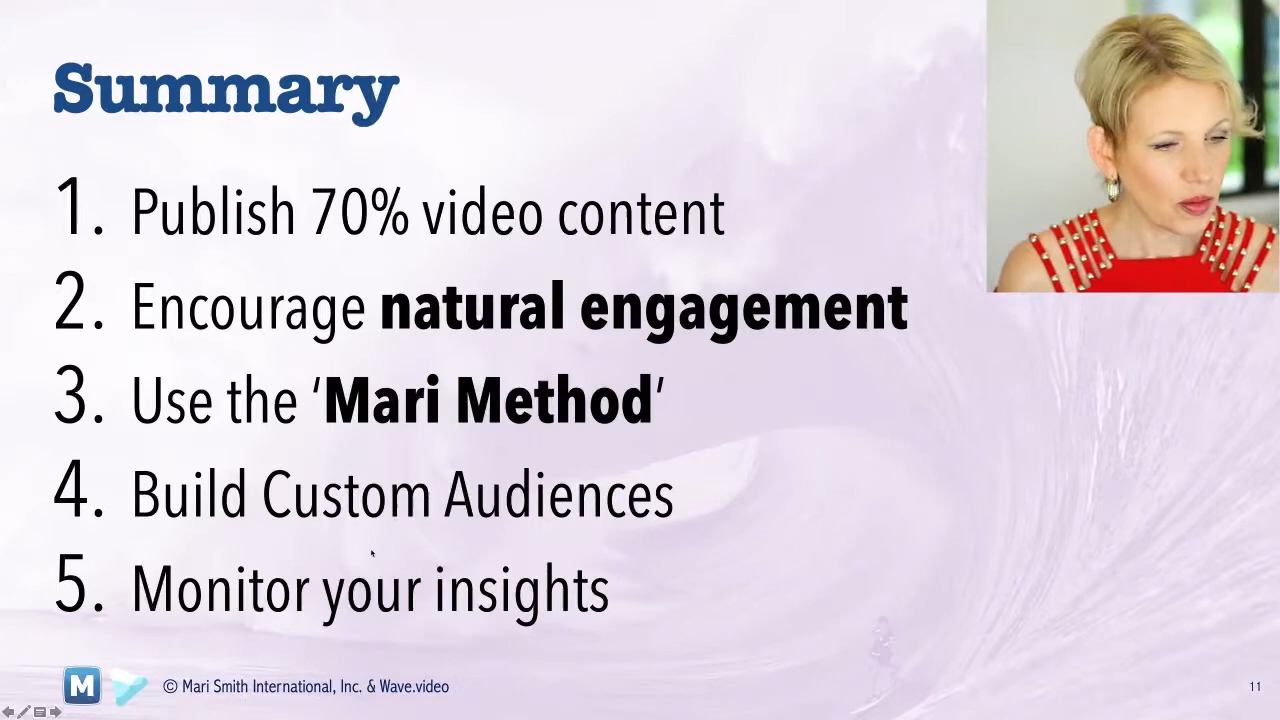 Summary
1. Publish 70% video content
2. Encourage natural engagement
3. Use the ‘Mari Method’
4. Build Custom Audiences
5. Monitor your insights
M
© Mari Smith International, Inc. & Wave.video
11